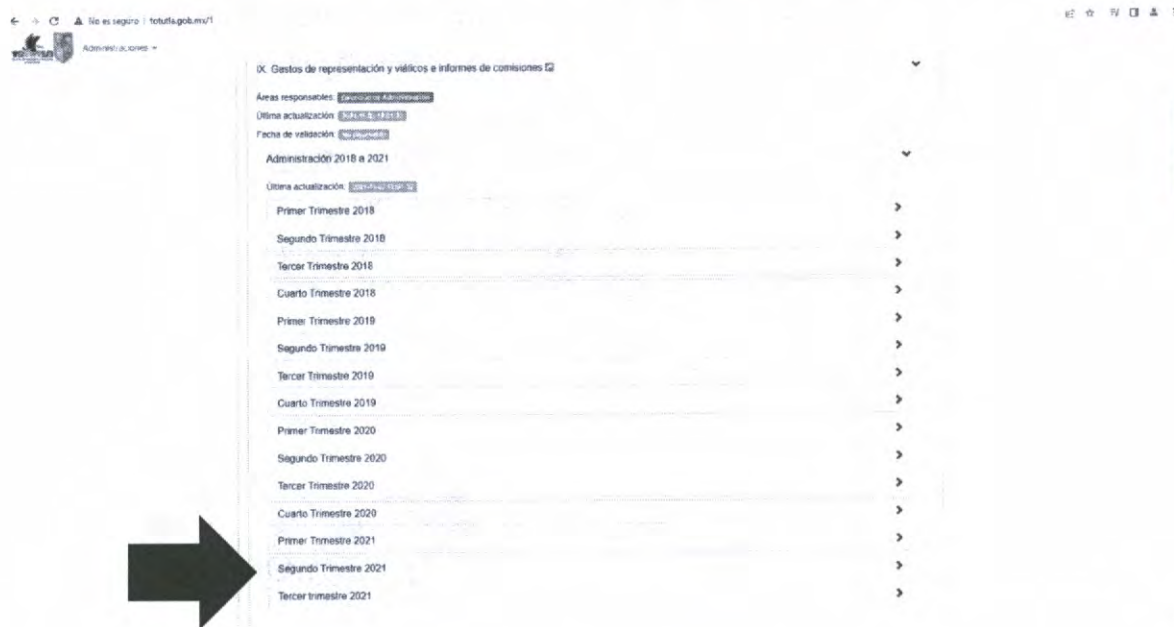 No es seguro | totutla.gob.mx/1
Administraciones
IX. Gastos de representación y viáticos e informes de comisiones
Áreas responsables:
Última actualización:
Fecha de validación:
Administración 2018 a 2021
Última actualización:
Primer Trimestre 2018
Segundo Trimestre 2018
Tercer Trimestre 2018
Cuarto Trimestre 2018
Primer Trimestre 2019
Segundo Trimestre 2019
Tercer Trimestre 2019
Cuarto Trimestre 2019
Primer Trimestre 2020
Segundo Trimestre 2020
Tercer Trimestre 2020
Cuarto Trimestre 2020
Primer Trimestre 2021
Segundo Trimestre 2021
Tercer trimestre 2021